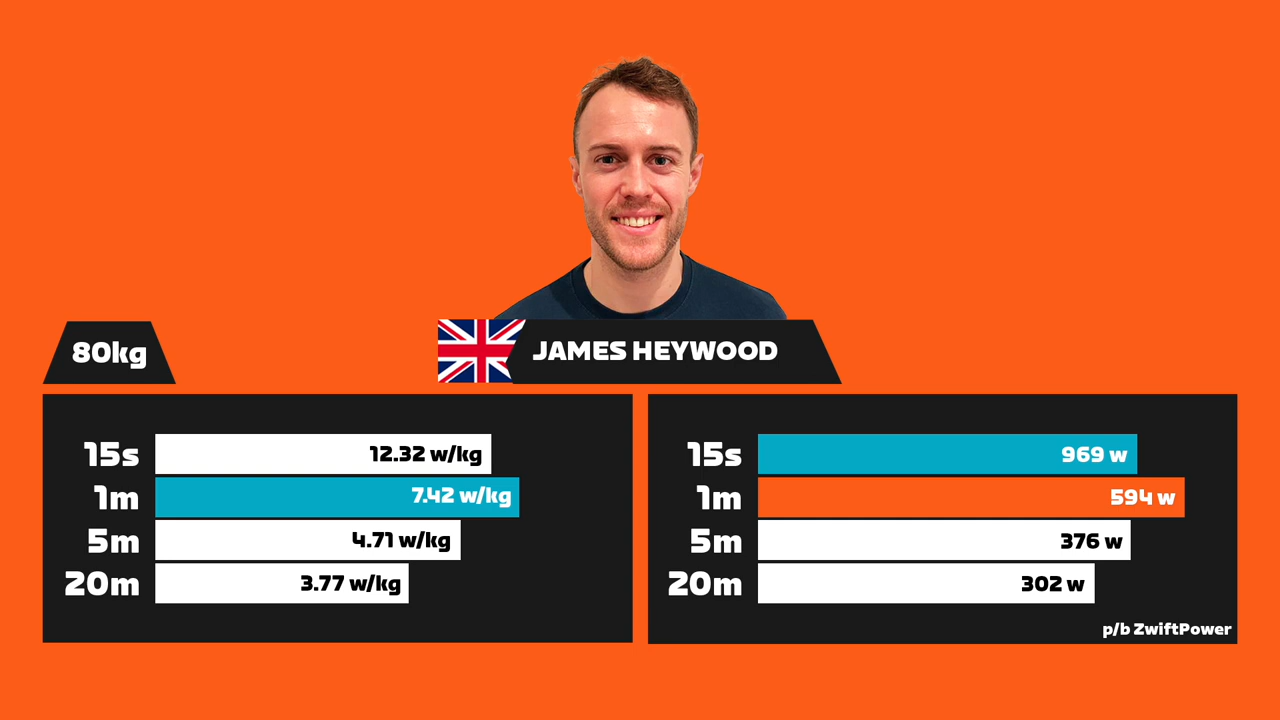 80kg
JAMES HEYWOOD
15s 12.32 w/kg
1m 7.42 w/kg
5m 4.71 w/kg
20m 3.77 w/kg
15s 969 w
1m 594 w
5m 376 w
20m 302 w
p/b ZwiftPower